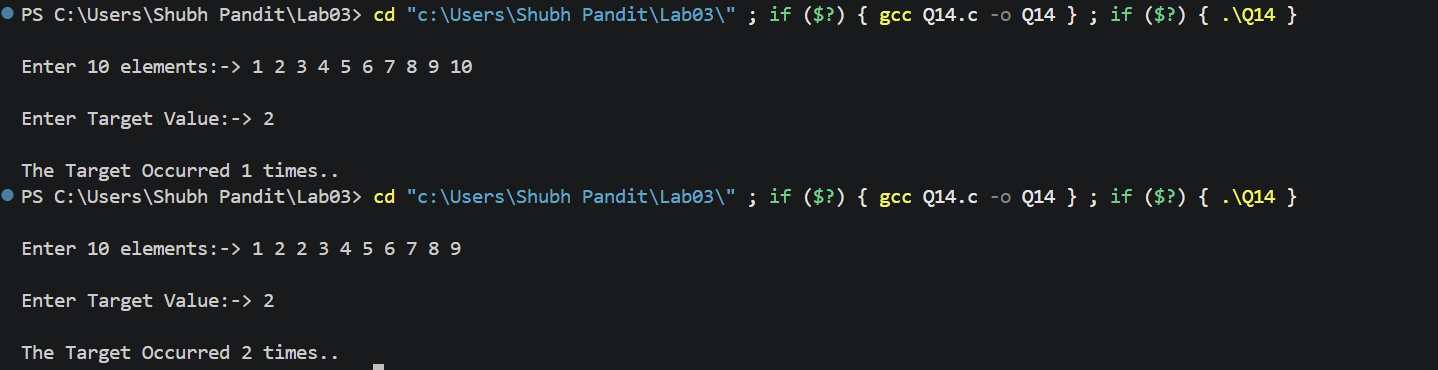 PS C:\Users\Shubh Pandit\Lab03> cd "c:\Users\Shubh Pandit\Lab03\" ; if ($?) { gcc Q14.c -o Q14 } ; if ($?) { .\Q14 }
Enter 10 elements:-> 1 2 3 4 5 6 7 8 9 10
Enter Target Value:-> 2
The Target Occurred 1 times..
PS C:\Users\Shubh Pandit\Lab03> cd "c:\Users\Shubh Pandit\Lab03\" ; if ($?) { gcc Q14.c -o Q14 } ; if ($?) { .\Q14 }
Enter 10 elements:-> 1 2 2 3 4 5 6 7 8 9
Enter Target Value:-> 2
The Target Occurred 2 times..